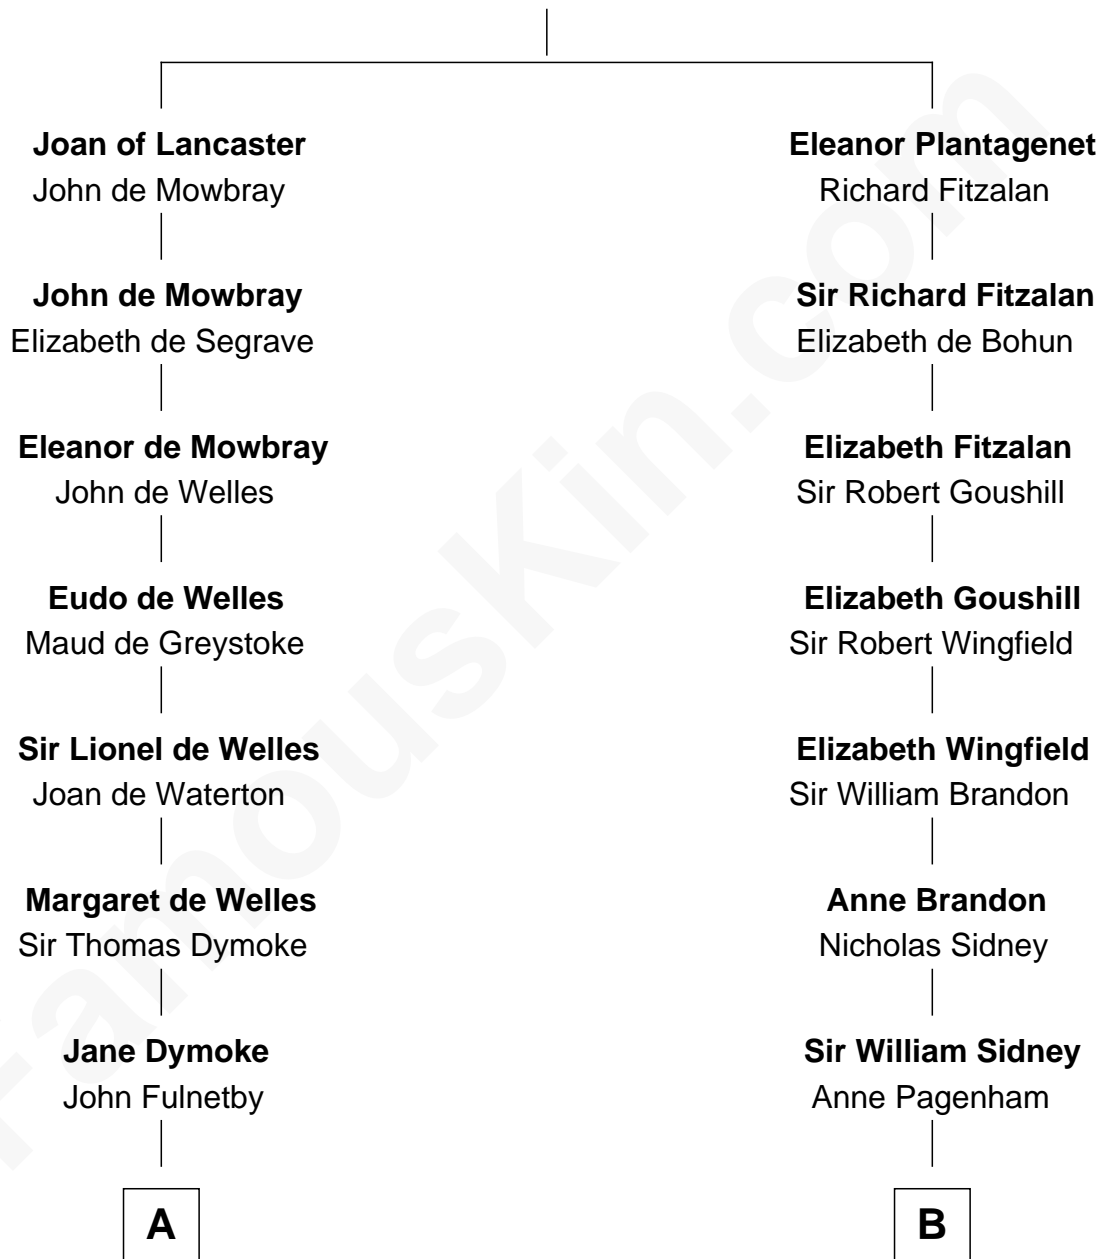 Joan of Lancaster
John de Mowbray
John de Mowbray
Elizabeth de Segrave
Eleanor de Mowbray
John de Welles
Eudo de Welles
Maud de Greystoke
Sir Lionel de Welles
Joan de Waterton
Margaret de Welles
Sir Thomas Dymoke
Jane Dymoke
John Fulnetby
A
Eleanor Plantagenet
Richard Fitzalan
Sir Richard Fitzalan
Elizabeth de Bohun
Elizabeth Fitzalan
Sir Robert Goushill
Elizabeth Goushill
Sir Robert Wingfield
Elizabeth Wingfield
Sir William Brandon
Anne Brandon
Nicholas Sidney
Sir William Sidney
Anne Pagenham
B
FamousKin.com